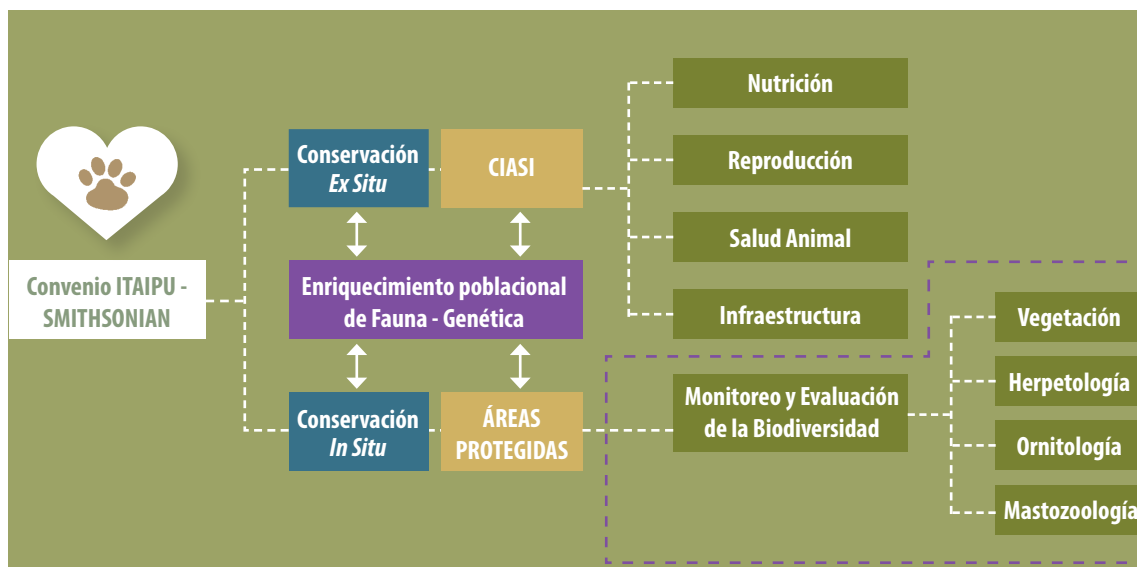 Convenio ITAIPU -
SMITHSONIAN
Conservación
Ex Situ
CIASI
Enriquecimiento poblacional
de Fauna - Genética
Conservación
In Situ
ÁREAS
PROTEGIDAS
Nutrición
Reproducción
Salud Animal
Infraestructura
Monitoreo y Evaluación
de la Biodiversidad
Vegetación
Herpetología
Ornitología
Mastozoología